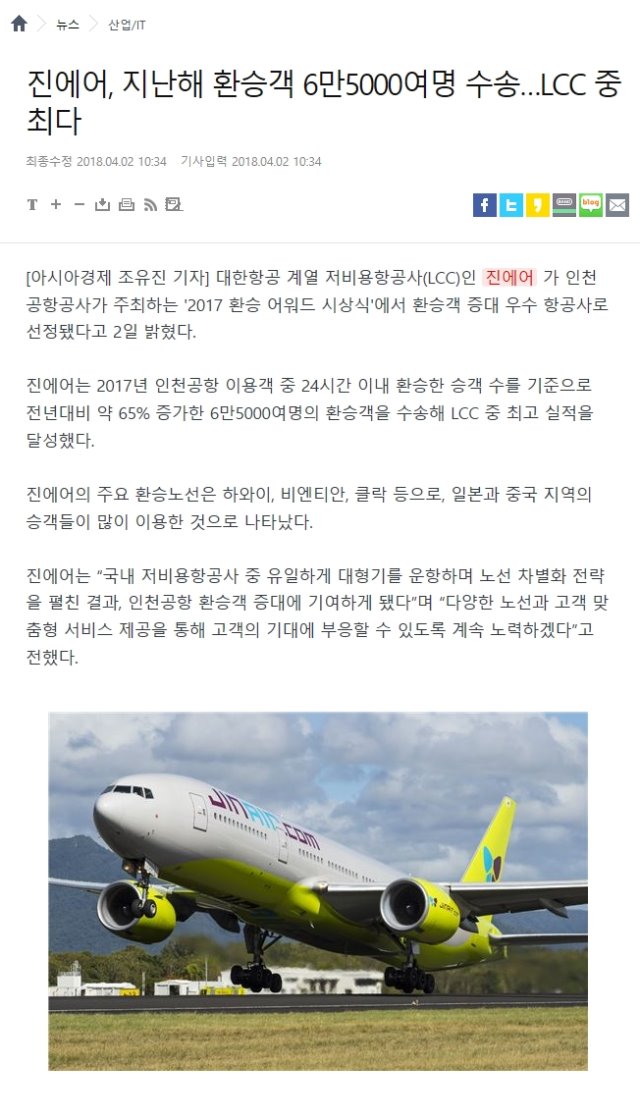 뉴스 산업/IT
진에어, 지난해 환승객 6만5000여명 수송...LCC 중
최다
최종수정 2018.04.02 10:34 기사입력 2018.04.02 10:34
T + −
f blog
[아시아경제 조유진 기자] 대한항공 계열 저비용항공사(LCC)인 진에어 가 인천
공항공사가 주최하는 '2017 환승 어워드 시상식'에서 환승객 증대 우수 항공사로
선정됐다고 2일 밝혔다.
진에어는 2017년 인천공항 이용객 중 24시간 이내 환승한 승객 수를 기준으로
전년대비 약 65% 증가한 6만5000여명의 환승객을 수송해 LCC 중 최고 실적을
달성했다.
진에어의 주요 환승노선은 하와이, 비엔티안, 클락 등으로, 일본과 중국 지역의
승객들이 많이 이용한 것으로 나타났다.
진에어는 “국내 저비용항공사 중 유일하게 대형기를 운항하며 노선 차별화 전략
을 펼친 결과, 인천공항 환승객 증대에 기여하게 됐다”며 “다양한 노선과 고객 맞
춤형 서비스 제공을 통해 고객의 기대에 부응할 수 있도록 계속 노력하겠다”고
전했다.
JINAIR.COM